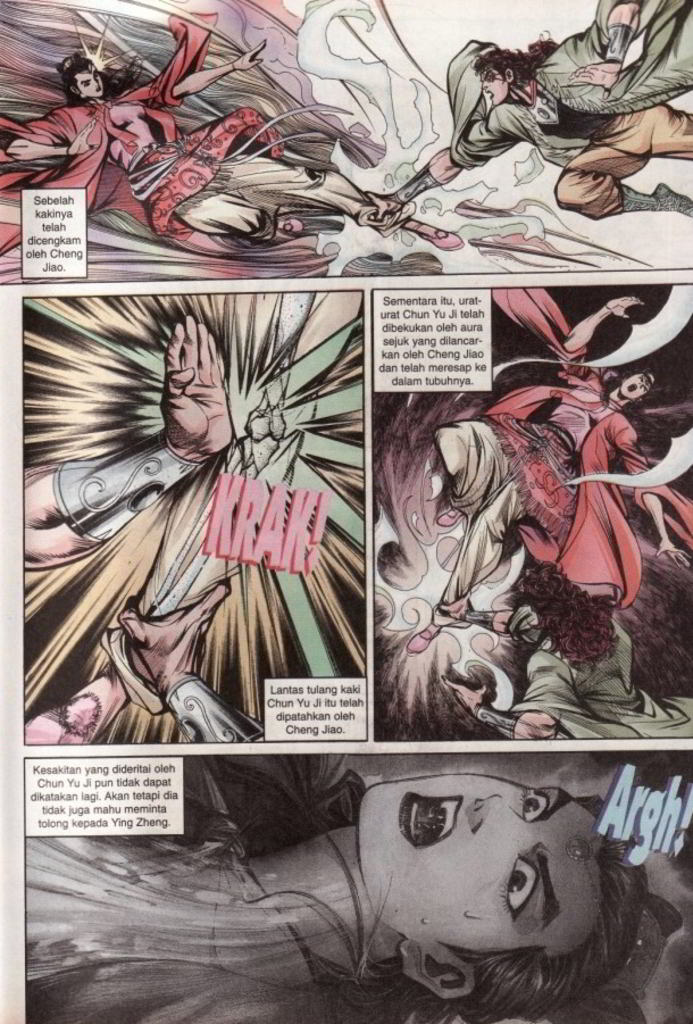 Sebelah
kakinya
telah
dicengkam
oleh Cheng
Jiao.
KRAK!
Lantas tulang kaki
Chun Yu Ji telah
dipatahkan oleh
Cheng Jiao.
Sementara itu, urat-
urat Chun Yu Ji telah
dibekukan oleh aura
sejuk yang dilancar-
kan oleh Cheng Jiao
dan telah meresap ke
dalam tubuhnya.
Kesakitan yang dideritai oleh
Chun Yu Ji pun tidak dapat
dikatakan lagi. Akan tetapi dia
tidak juga mahu meminta
tolong kepada Ying Zheng.
Argh!